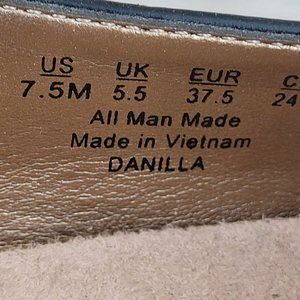 US UK EUR C
7.5M 5.5 37.5 24
All Man Made
Made in Vietnam
DANILLA